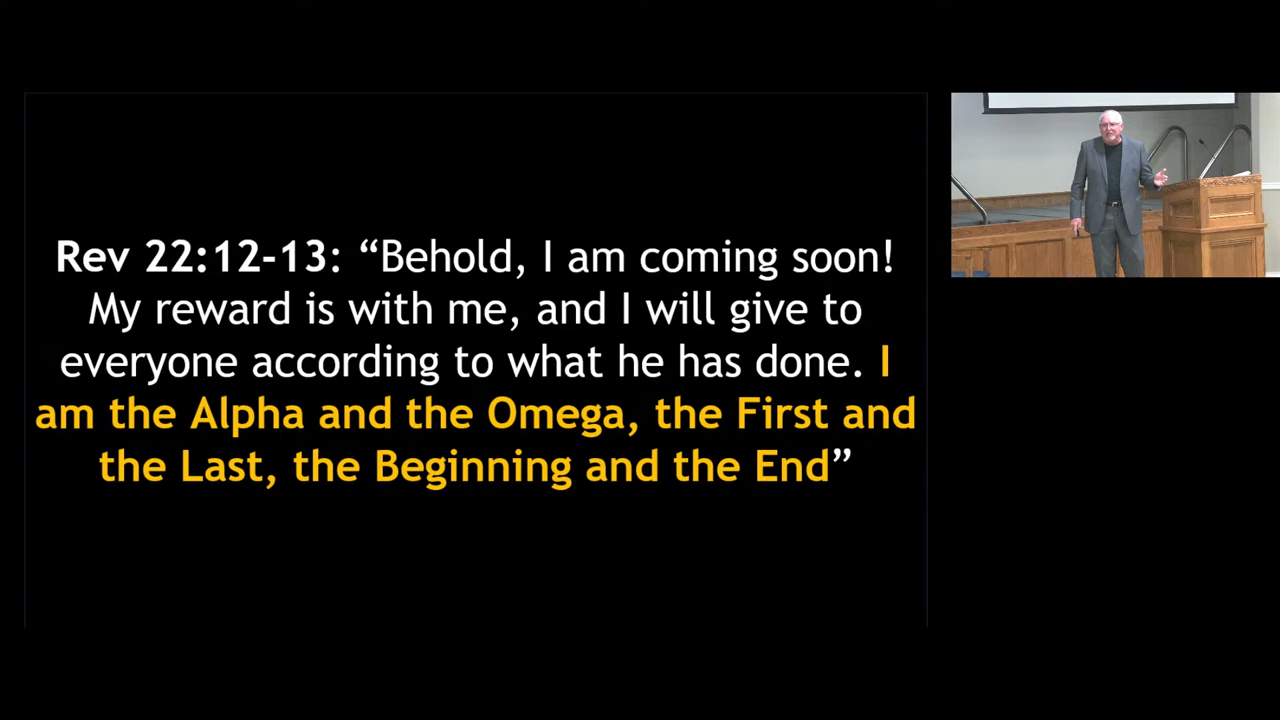 Rev 22:12-13: “Behold, I am coming soon!
My reward is with me, and I will give to
everyone according to what he has done. I
am the Alpha and the Omega, the First and
the Last, the Beginning and the End”